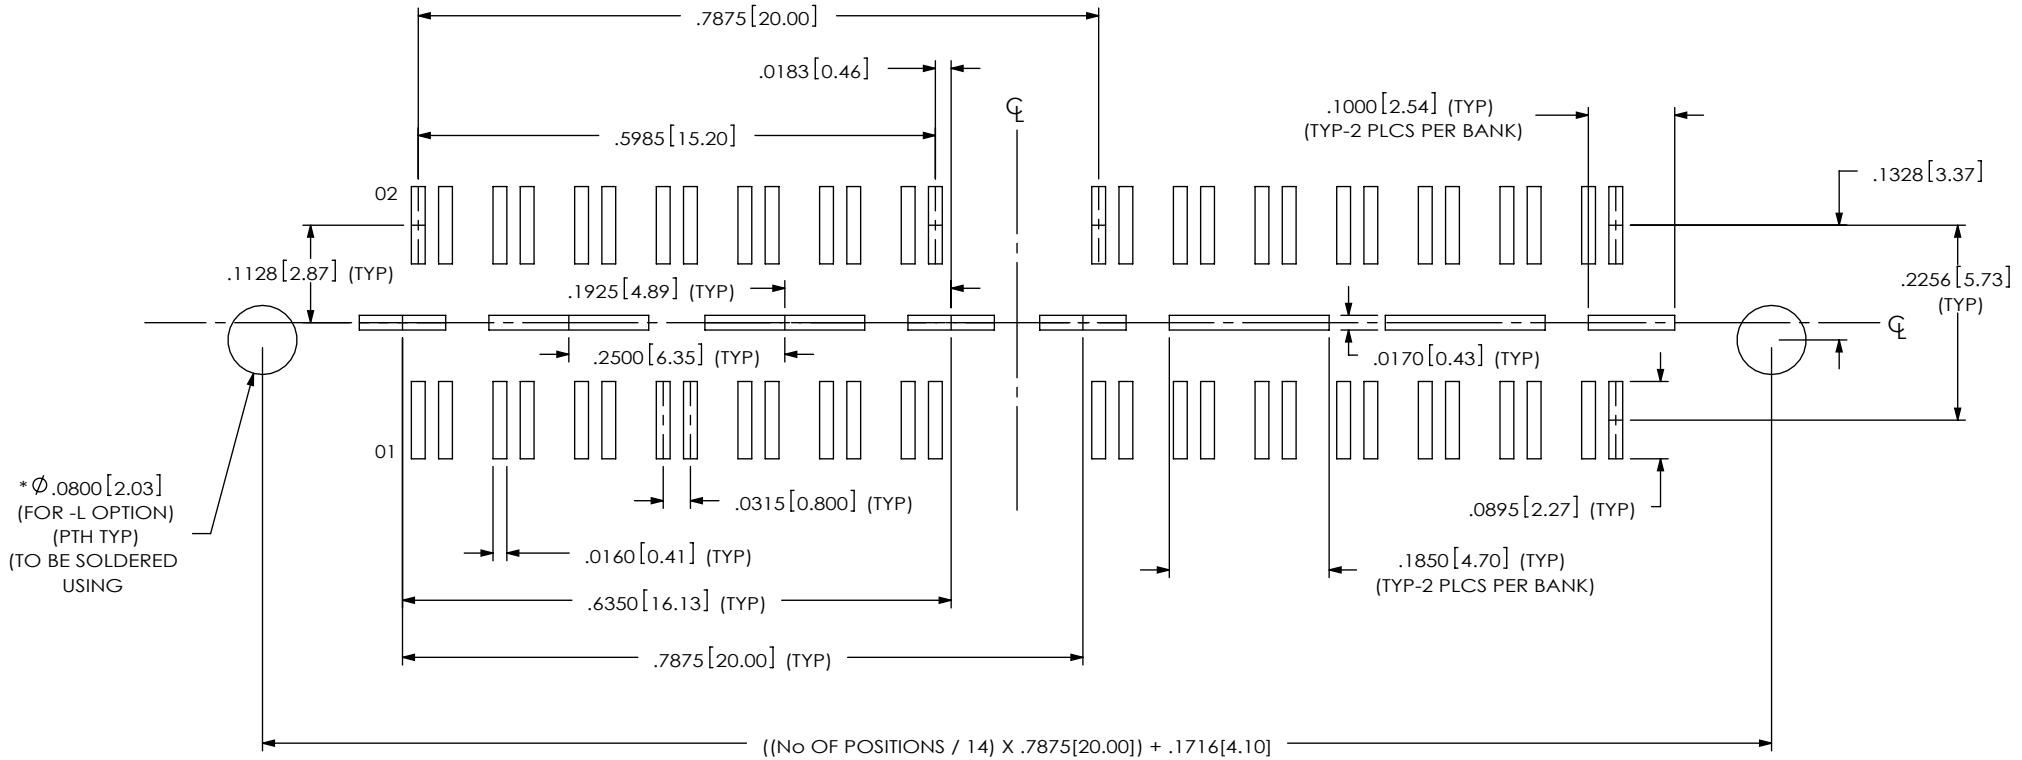 .7875[20.00]
.0183[0.46]
℄
.1000[2.54] (TYP)
(TYP-2 PLCS PER BANK)
.5985[15.20]
.1328[3.37]
02
.1128[2.87] (TYP)
.1925[4.89] (TYP)
.2256[5.73]
(TYP)
℄
.2500[6.35] (TYP)
.0170[0.43] (TYP)
01
* Ø.0800[2.03]
(FOR -L OPTION)
(PTH TYP)
(TO BE SOLDERED
USING
.0315[0.800] (TYP)
.0895[2.27] (TYP)
.0160[0.41] (TYP)
.1850[4.70] (TYP)
(TYP-2 PLCS PER BANK)
.6350[16.13] (TYP)
.7875[20.00] (TYP)
((No OF POSITIONS / 14) X .7875[20.00]) + .1716[4.10]